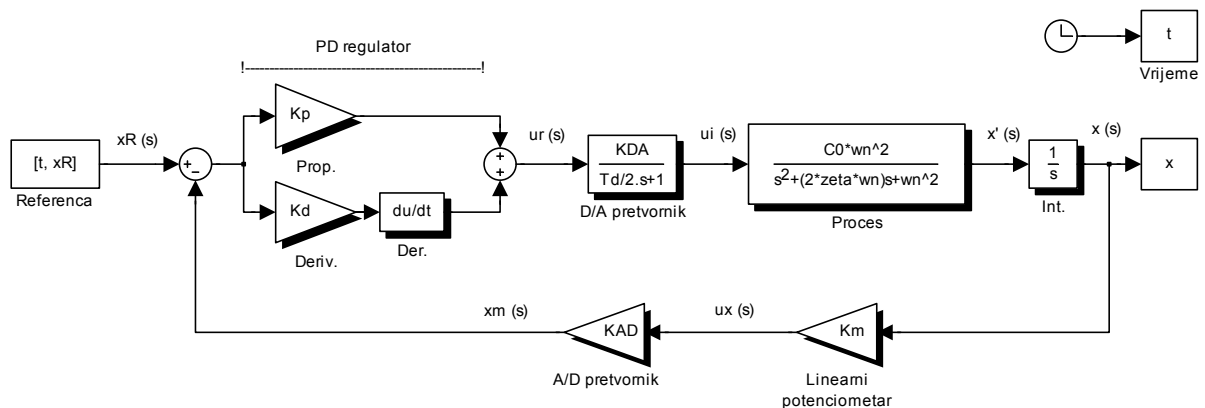 PD regulator
!-----------------------------------------------!
t
Vrijeme
xR (s)
[t, xR]
Referenca
+
−
Kp
Prop.
Kd
Deriv.
du/dt
Der.
+
+
ur (s)
KDA
Td/2.s+1
D/A pretvornik
ui (s)
C0*wn^2
s2+(2*zeta*wn)s+wn^2
Proces
x' (s)
1
s
Int.
x (s)
x
xm (s)
KAD
A/D pretvornik
ux (s)
Km
Linearni
potenciometar